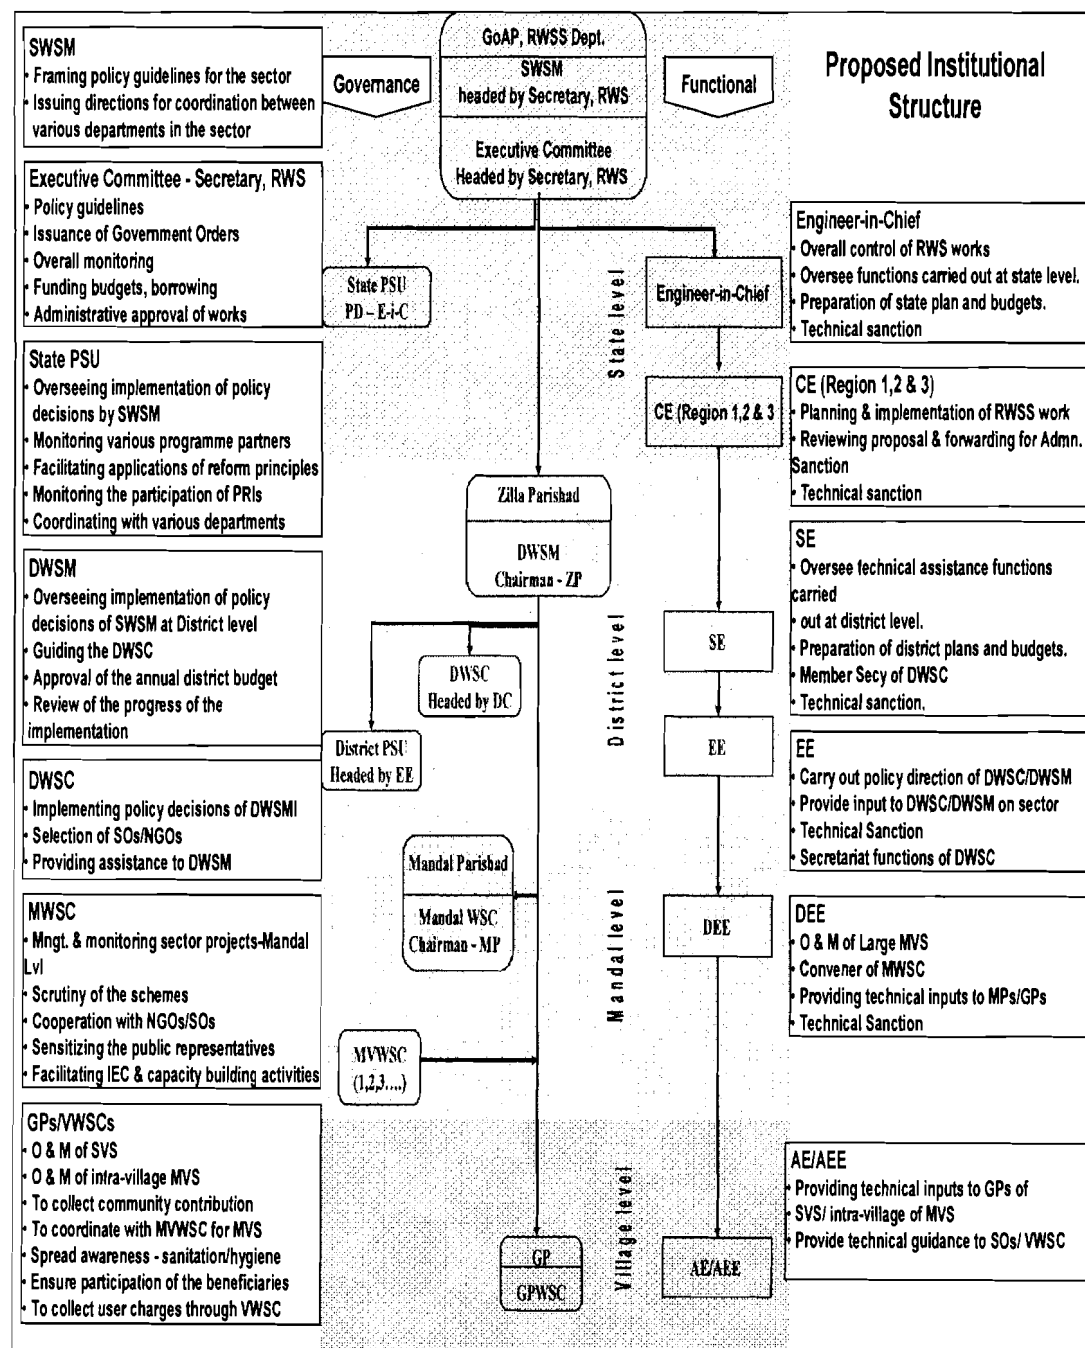 SWSM
• Framing policy guidelines for the sector
• Issuing directions for coordination between
various departments in the sector
Executive Committee - Secretary, RWS
• Policy guidelines
• Issuance of Government Orders
• Overall monitoring
• Funding budgets, borrowing
• Administrative approval of works
State PSU
• Overseeing implementation of policy
decisions by SWSM
• Monitoring various programme partners
• Facilitating applications of reform principles
• Monitoring the participation of PRIs
• Coordinating with various departments
DWSM
• Overseeing implementation of policy
decisions of SWSM at District level
• Guiding the DWSC
• Approval of the annual district budget
• Review of the progress of the
implementation
DWSC
• Implementing policy decisions of DWSMI
• Selection of SOs/NGOs
• Providing assistance to DWSM
MWSC
• Mngt. & monitoring sector projects-Mandal
Lvl
• Scrutiny of the schemes
• Cooperation with NGOs/SOs
• Sensitizing the public representatives
• Facilitating IEC & capacity building activities
GPs/VWSCs
• O & M of SVS
• O & M of intra-village MVS
• To collect community contribution
• To coordinate with MVWSC for MVS
• Spread awareness - sanitation/hygiene
• Ensure participation of the beneficiaries
• To collect user charges through VWSC
Governance
GoAP, RWSS Dept.
SWSM
headed by Secretary, RWS
Executive Committee
Headed by Secretary, RWS
Functional
State PSU
PD – E-i-C
Engineer-in-Chief
CE (Region 1,2 & 3
State level
Zilla Parishad
DWSM
Chairman - ZP
DWSC
Headed by DC
District PSU
Headed by EE
SE
EE
District level
Mandal Parishad
Mandal WSC
Chairman - MP
MVWSC
(1,2,3....)
DEE
Mandal level
GP
GPWSC
AE/AEE
Village level
Proposed Institutional
Structure
Engineer-in-Chief
• Overall control of RWS works
• Oversee functions carried out at state level.
• Preparation of state plan and budgets.
• Technical sanction
CE (Region 1,2 & 3)
• Planning & implementation of RWSS work
• Reviewing proposal & forwarding for Admn.
Sanction
• Technical sanction
SE
• Oversee technical assistance functions
carried
• out at district level.
• Preparation of district plans and budgets.
• Member Secy of DWSC
• Technical sanction.
EE
• Carry out policy direction of DWSC/DWSM
• Provide input to DWSC/DWSM on sector
• Technical Sanction
• Secretariat functions of DWSC
DEE
• O & M of Large MVS
• Convener of MWSC
• Providing technical inputs to MPs/GPs
• Technical Sanction
AE/AEE
• Providing technical inputs to GPs of
• SVS/ intra-village of MVS
• Provide technical guidance to SOs/ VWSC